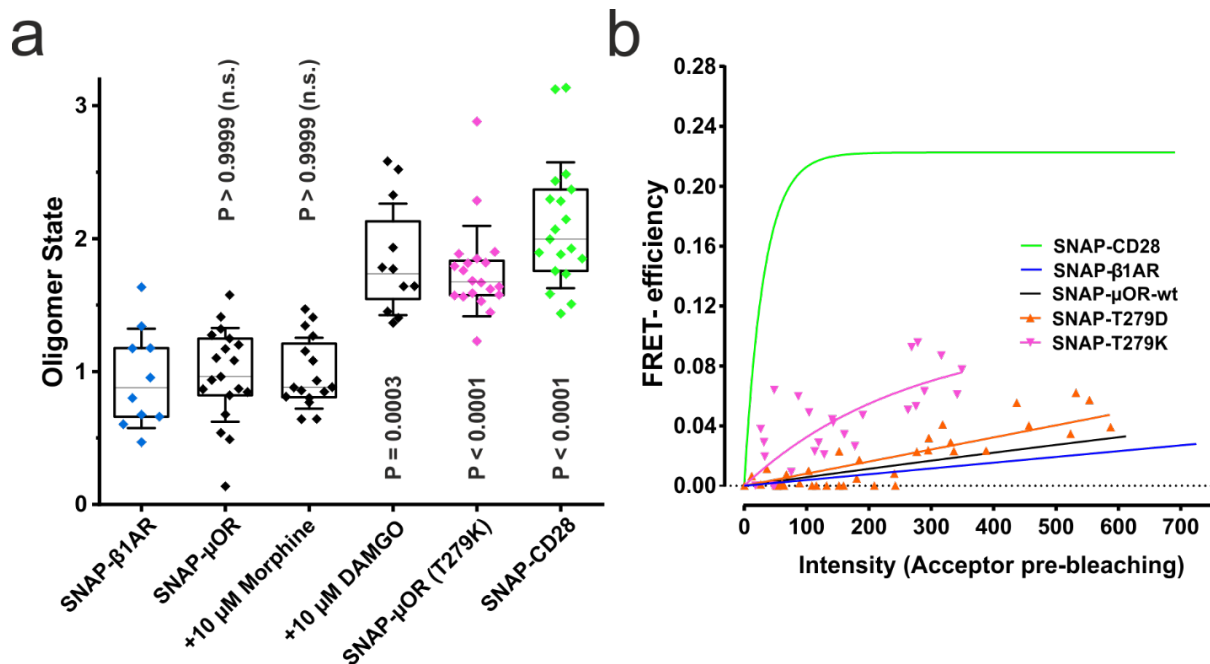 a
Oligomer State
3
2
1
0
P > 0.9999 (n.s.)
P > 0.9999 (n.s.)
P = 0.0003
P < 0.0001
P < 0.0001
SNAP-β1AR
SNAP-µOR
+10 µM Morphine
+10 µM DAMGO
SNAP-µOR (T279K)
SNAP-CD28
b
FRET- efficiency
0.28
0.24
0.20
0.16
0.12
0.08
0.04
0.00
SNAP-CD28
SNAP-β1AR
SNAP-µOR-wt
SNAP-T279D
SNAP-T279K
0 100 200 300 400 500 600 700
Intensity (Acceptor pre-bleaching)